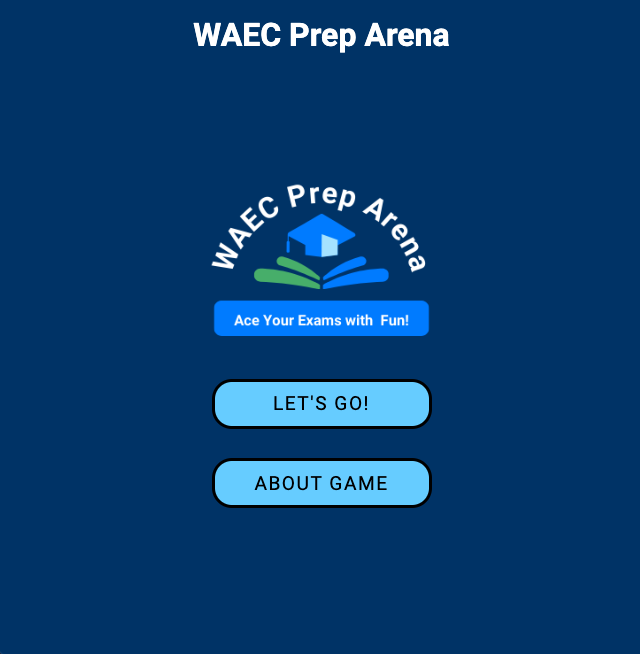 WAEC Prep Arena
WAEC Prep Arena
Ace Your Exams with Fun!
LET'S GO!
ABOUT GAME